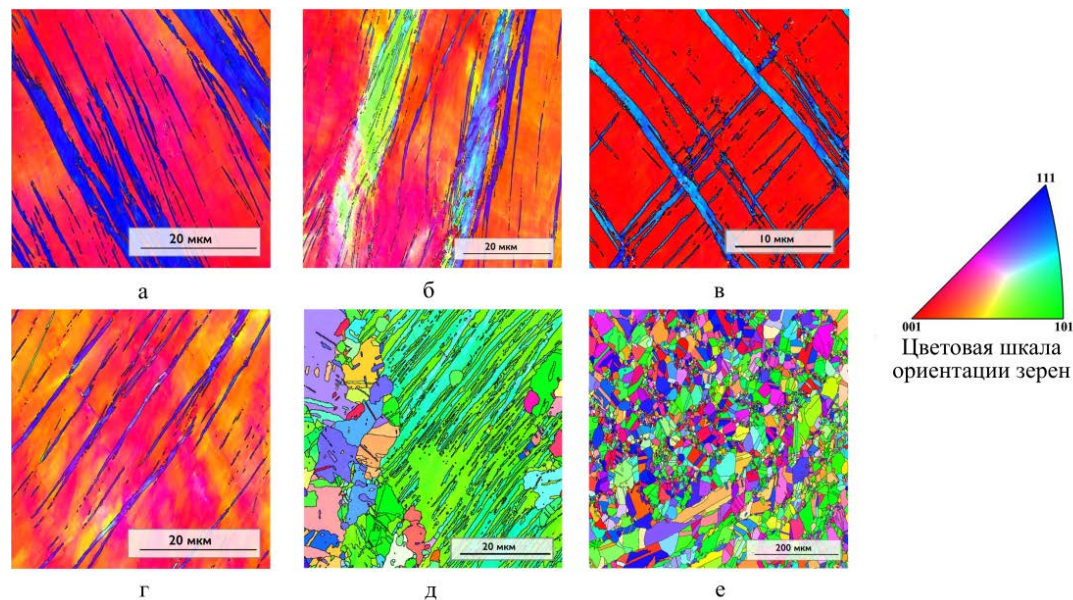 20 мкм
20 мкм
10 мкм
а
б
в
111
001
101
Цветовая шкала
ориентации зерен
20 мкм
20 мкм
200 мкм
г
д
е